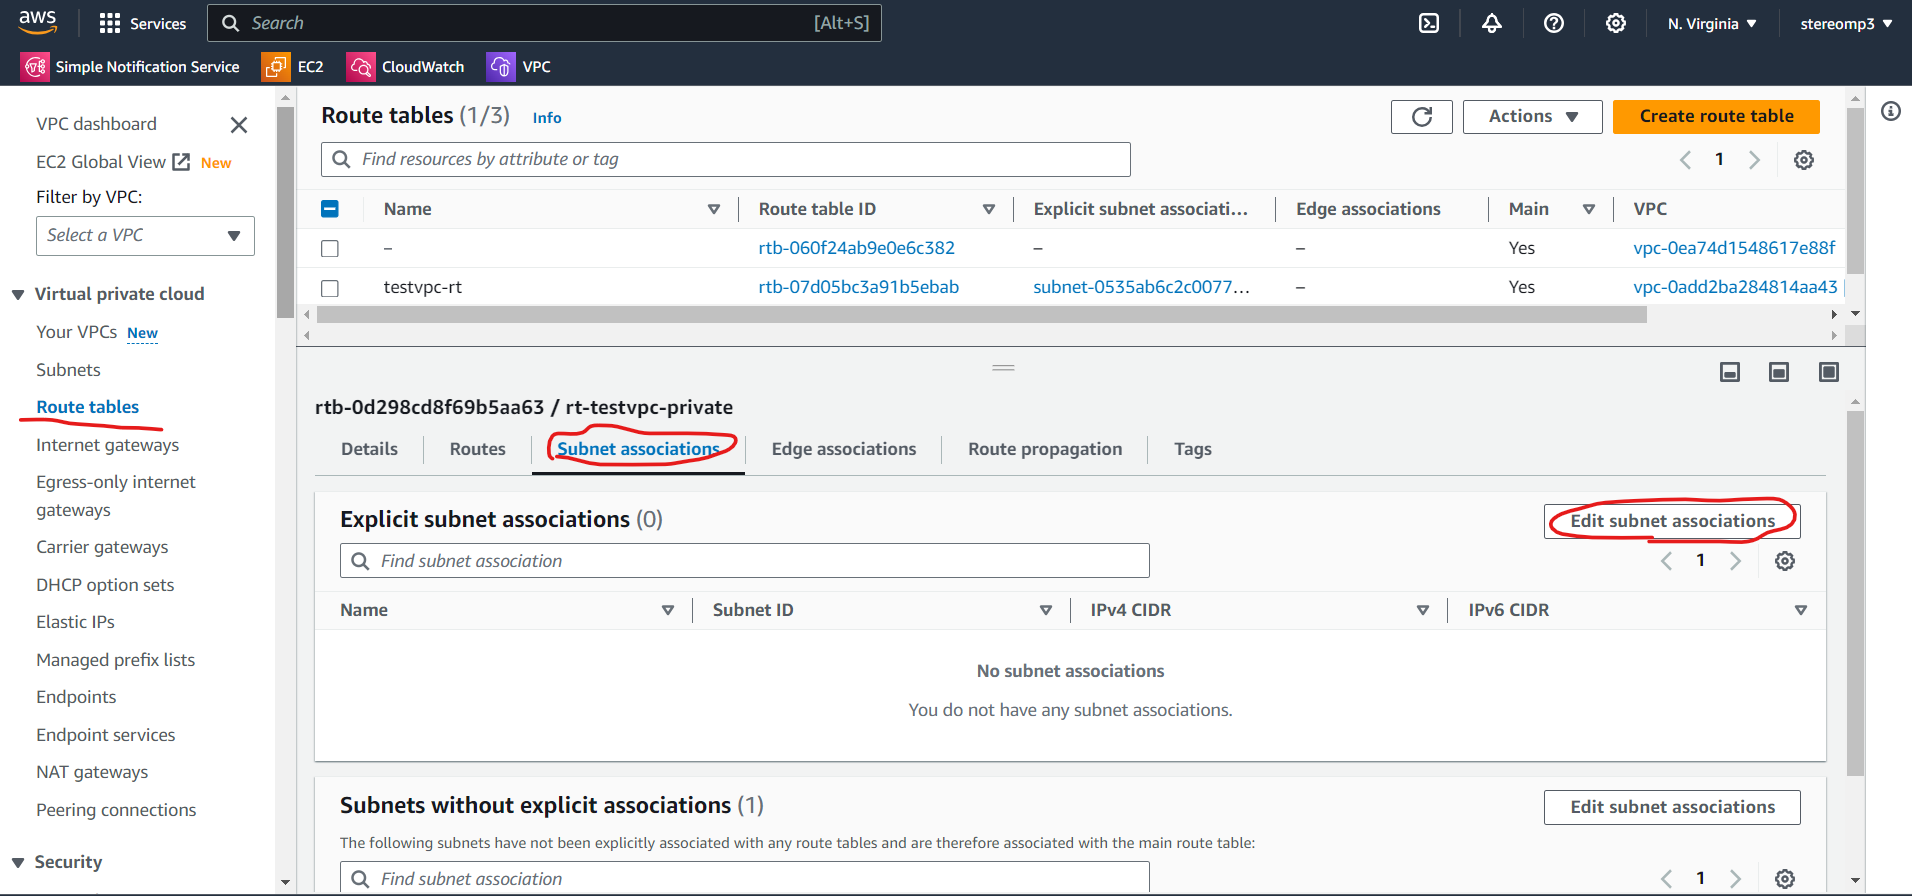 aws Services Search [Alt+S] N. Virginia stereomp3
Simple Notification Service EC2 CloudWatch VPC
VPC dashboard
EC2 Global View New
Filter by VPC:
Select a VPC
Virtual private cloud
Your VPCs New
Subnets
Route tables
Internet gateways
Egress-only internet
gateways
Carrier gateways
DHCP option sets
Elastic IPs
Managed prefix lists
Endpoints
Endpoint services
NAT gateways
Peering connections
Security
Route tables (1/3) Info Actions Create route table
Find resources by attribute or tag 1
Name Route table ID Explicit subnet associati... Edge associations Main VPC
– rtb-060f24ab9e0e6c382 – – Yes vpc-0ea74d1548617e88f
testvpc-rt rtb-07d05bc3a91b5ebab subnet-0535ab6c2c0077... – Yes vpc-0add2ba284814aa43
rtb-0d298cd8f69b5aa63 / rt-testvpc-private
Details Routes Subnet associations Edge associations Route propagation Tags
Explicit subnet associations (0) Edit subnet associations
Find subnet association 1
Name Subnet ID IPv4 CIDR IPv6 CIDR
No subnet associations
You do not have any subnet associations.
Subnets without explicit associations (1) Edit subnet associations
The following subnets have not been explicitly associated with any route tables and are therefore associated with the main route table:
Find subnet association 1